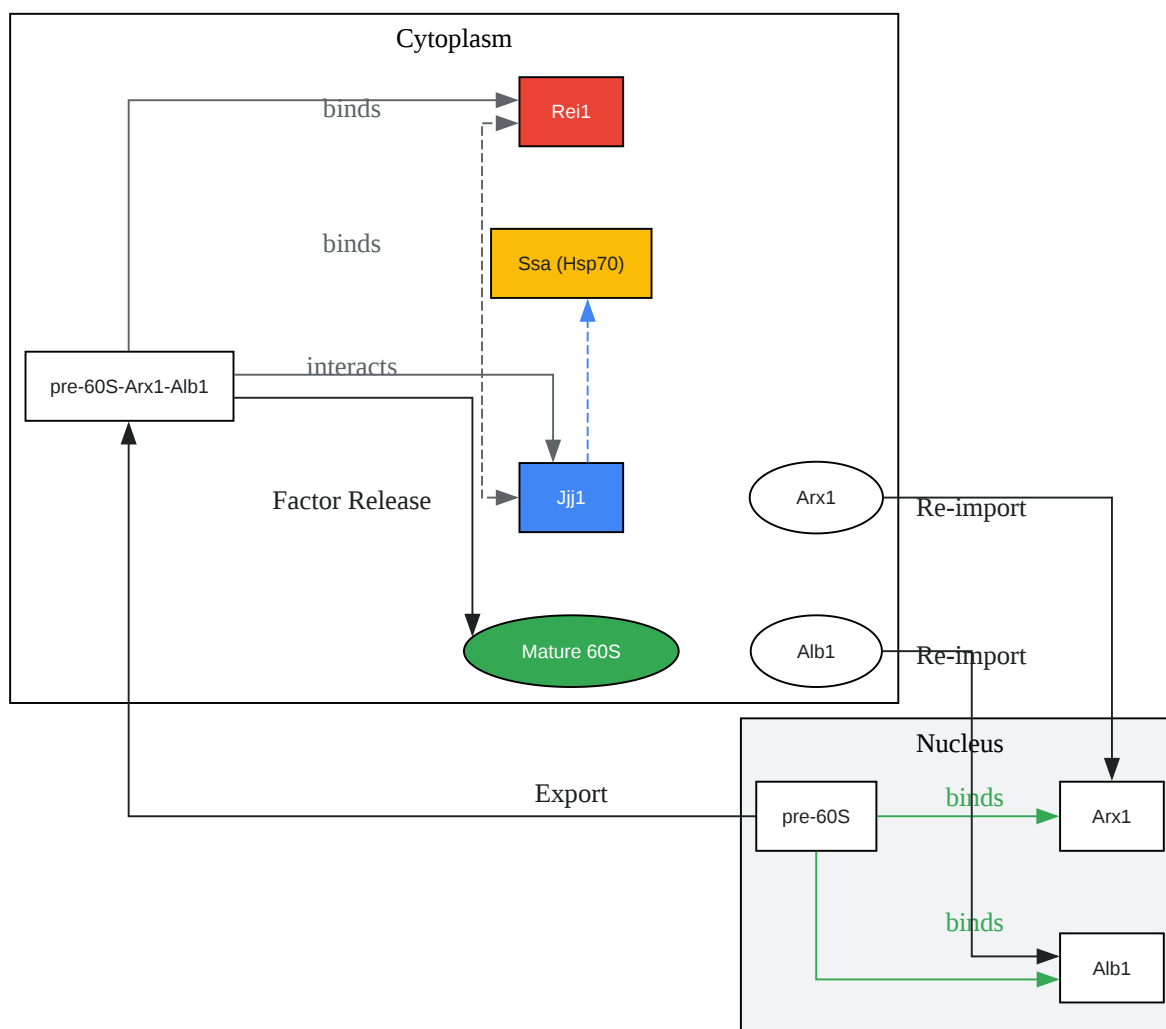 Cytoplasm
binds
Rei1
binds
Ssa (Hsp70)
interacts
pre-60S-Arx1-Alb1
Factor Release
Jjj1
Arx1
Re-import
Mature 60S
Alb1
Re-import
Nucleus
Export
binds
pre-60S
Arx1
binds
Alb1